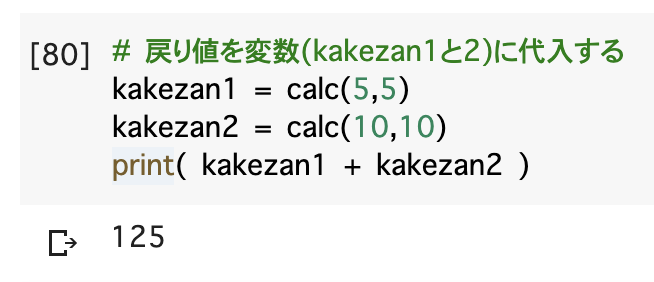 [80] # 戻り値を変数(kakezan1と2)に代入する
kakezan1 = calc(5,5)
kakezan2 = calc(10,10)
print( kakezan1 + kakezan2 )
125